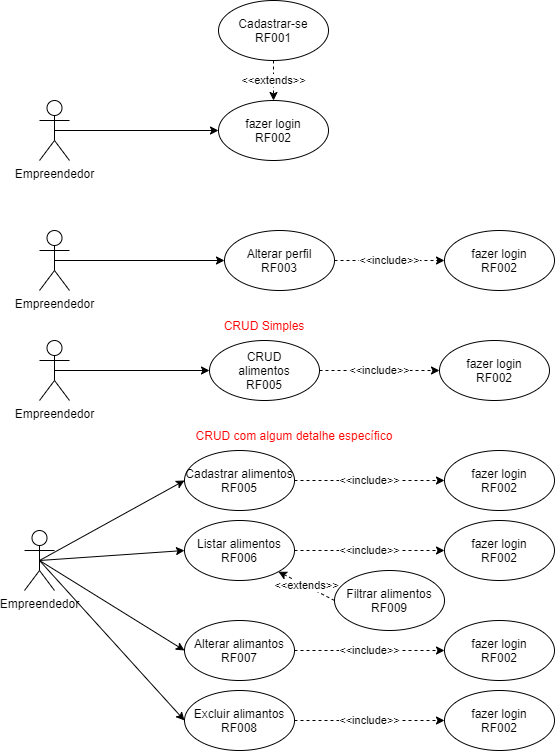 Cadastrar-se
RF001
<<extends>>
fazer login
RF002
Empreendedor
Alterar perfil
RF003
<<include>>
fazer login
RF002
Empreendedor
CRUD Simples
CRUD
alimentos
RF005
<<include>>
fazer login
RF002
Empreendedor
CRUD com algum detalhe específico
Cadastrar alimentos
RF005
<<include>>
fazer login
RF002
Listar alimentos
RF006
<<include>>
fazer login
RF002
<<extends>>
Filtrar alimentos
RF009
Empreendedor
Alterar alimantos
RF007
<<include>>
fazer login
RF002
Excluir alimantos
RF008
<<include>>
fazer login
RF002